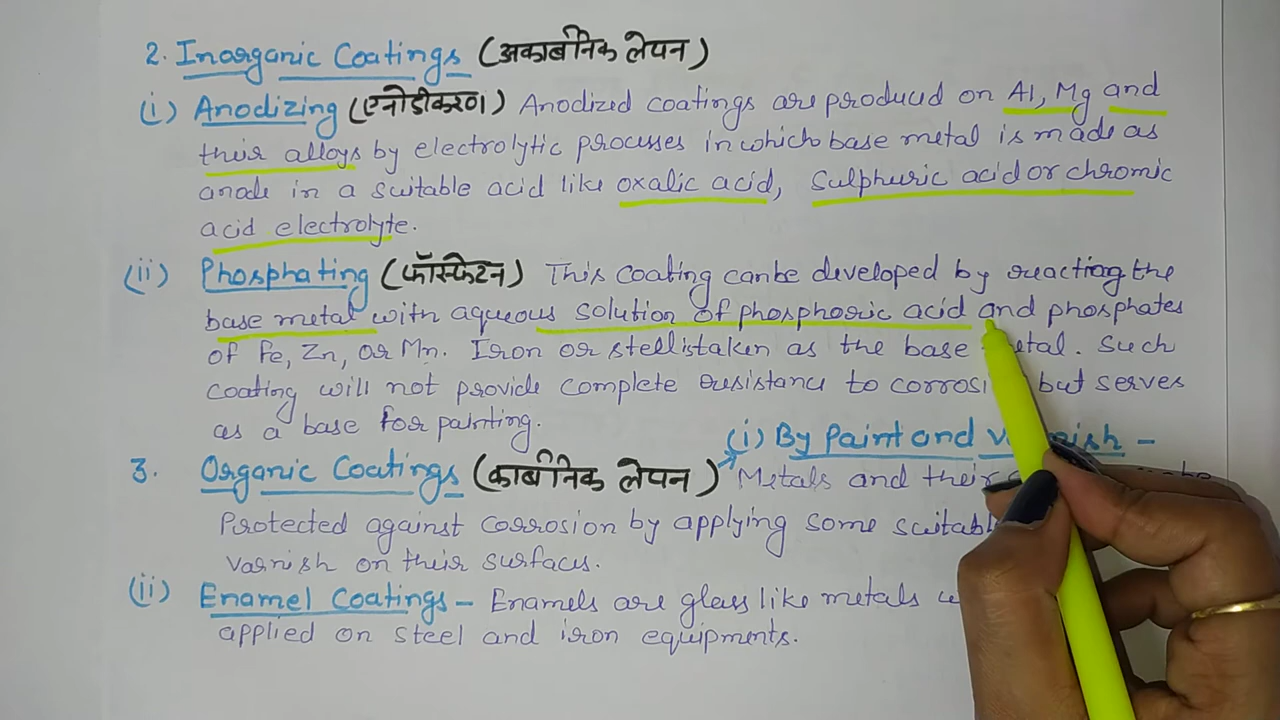 2. Inorganic Coatings (अकार्बनिक लेपन)
(i) Anodizing (एनोडीकरण) Anodized coatings are produced on Al, Mg and
their alloys by electrolytic processes in which base metal is made as
anode in a suitable acid like oxalic acid, Sulphuric acid or chromic
acid electrolyte.
(ii) Phosphating (फॉस्फेटन) This coating can be developed by reacting the
base metal with aqueous solution of phosphoric acid and phosphates
of Fe, Zn, or Mn. Iron or stell is taken as the base metal. Such
coating will not provide complete resistance to but serves
as a base for painting.
3. Organic Coatings (कार्बनिक लेपन) (i) By Paint and -
Metals and their
Protected against corrosion by applying some
varnish on their surfaces.
(ii) Enamel Coatings - Enamels are glass like metals
applied on steel and iron equipments.